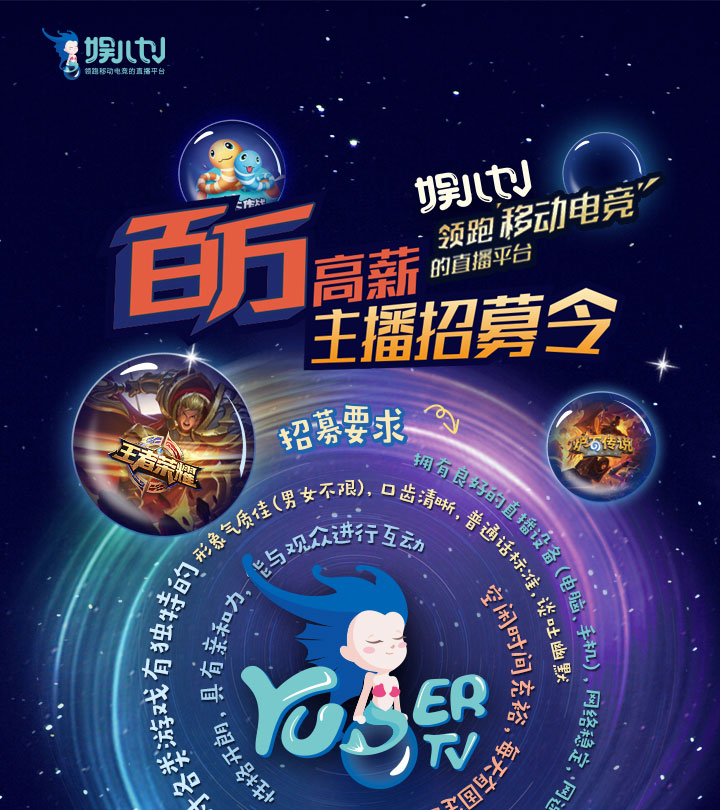 娱儿TV
领跑移动电竞的直播平台
作战
娱儿TV
领跑"移动电竞"
的直播平台
百万
高薪
主播招募令
王者荣耀
炉石传说
招募要求
拥有良好的直播设备(电脑,手机),网络稳定,网速
形象气质佳(男女不限),口齿清晰,普通话标准,谈吐幽默
各类游戏有独特的
性格开朗,具有亲和力,能与观众进行互动
空闲时间充裕,每天有固定
YUSER
TV